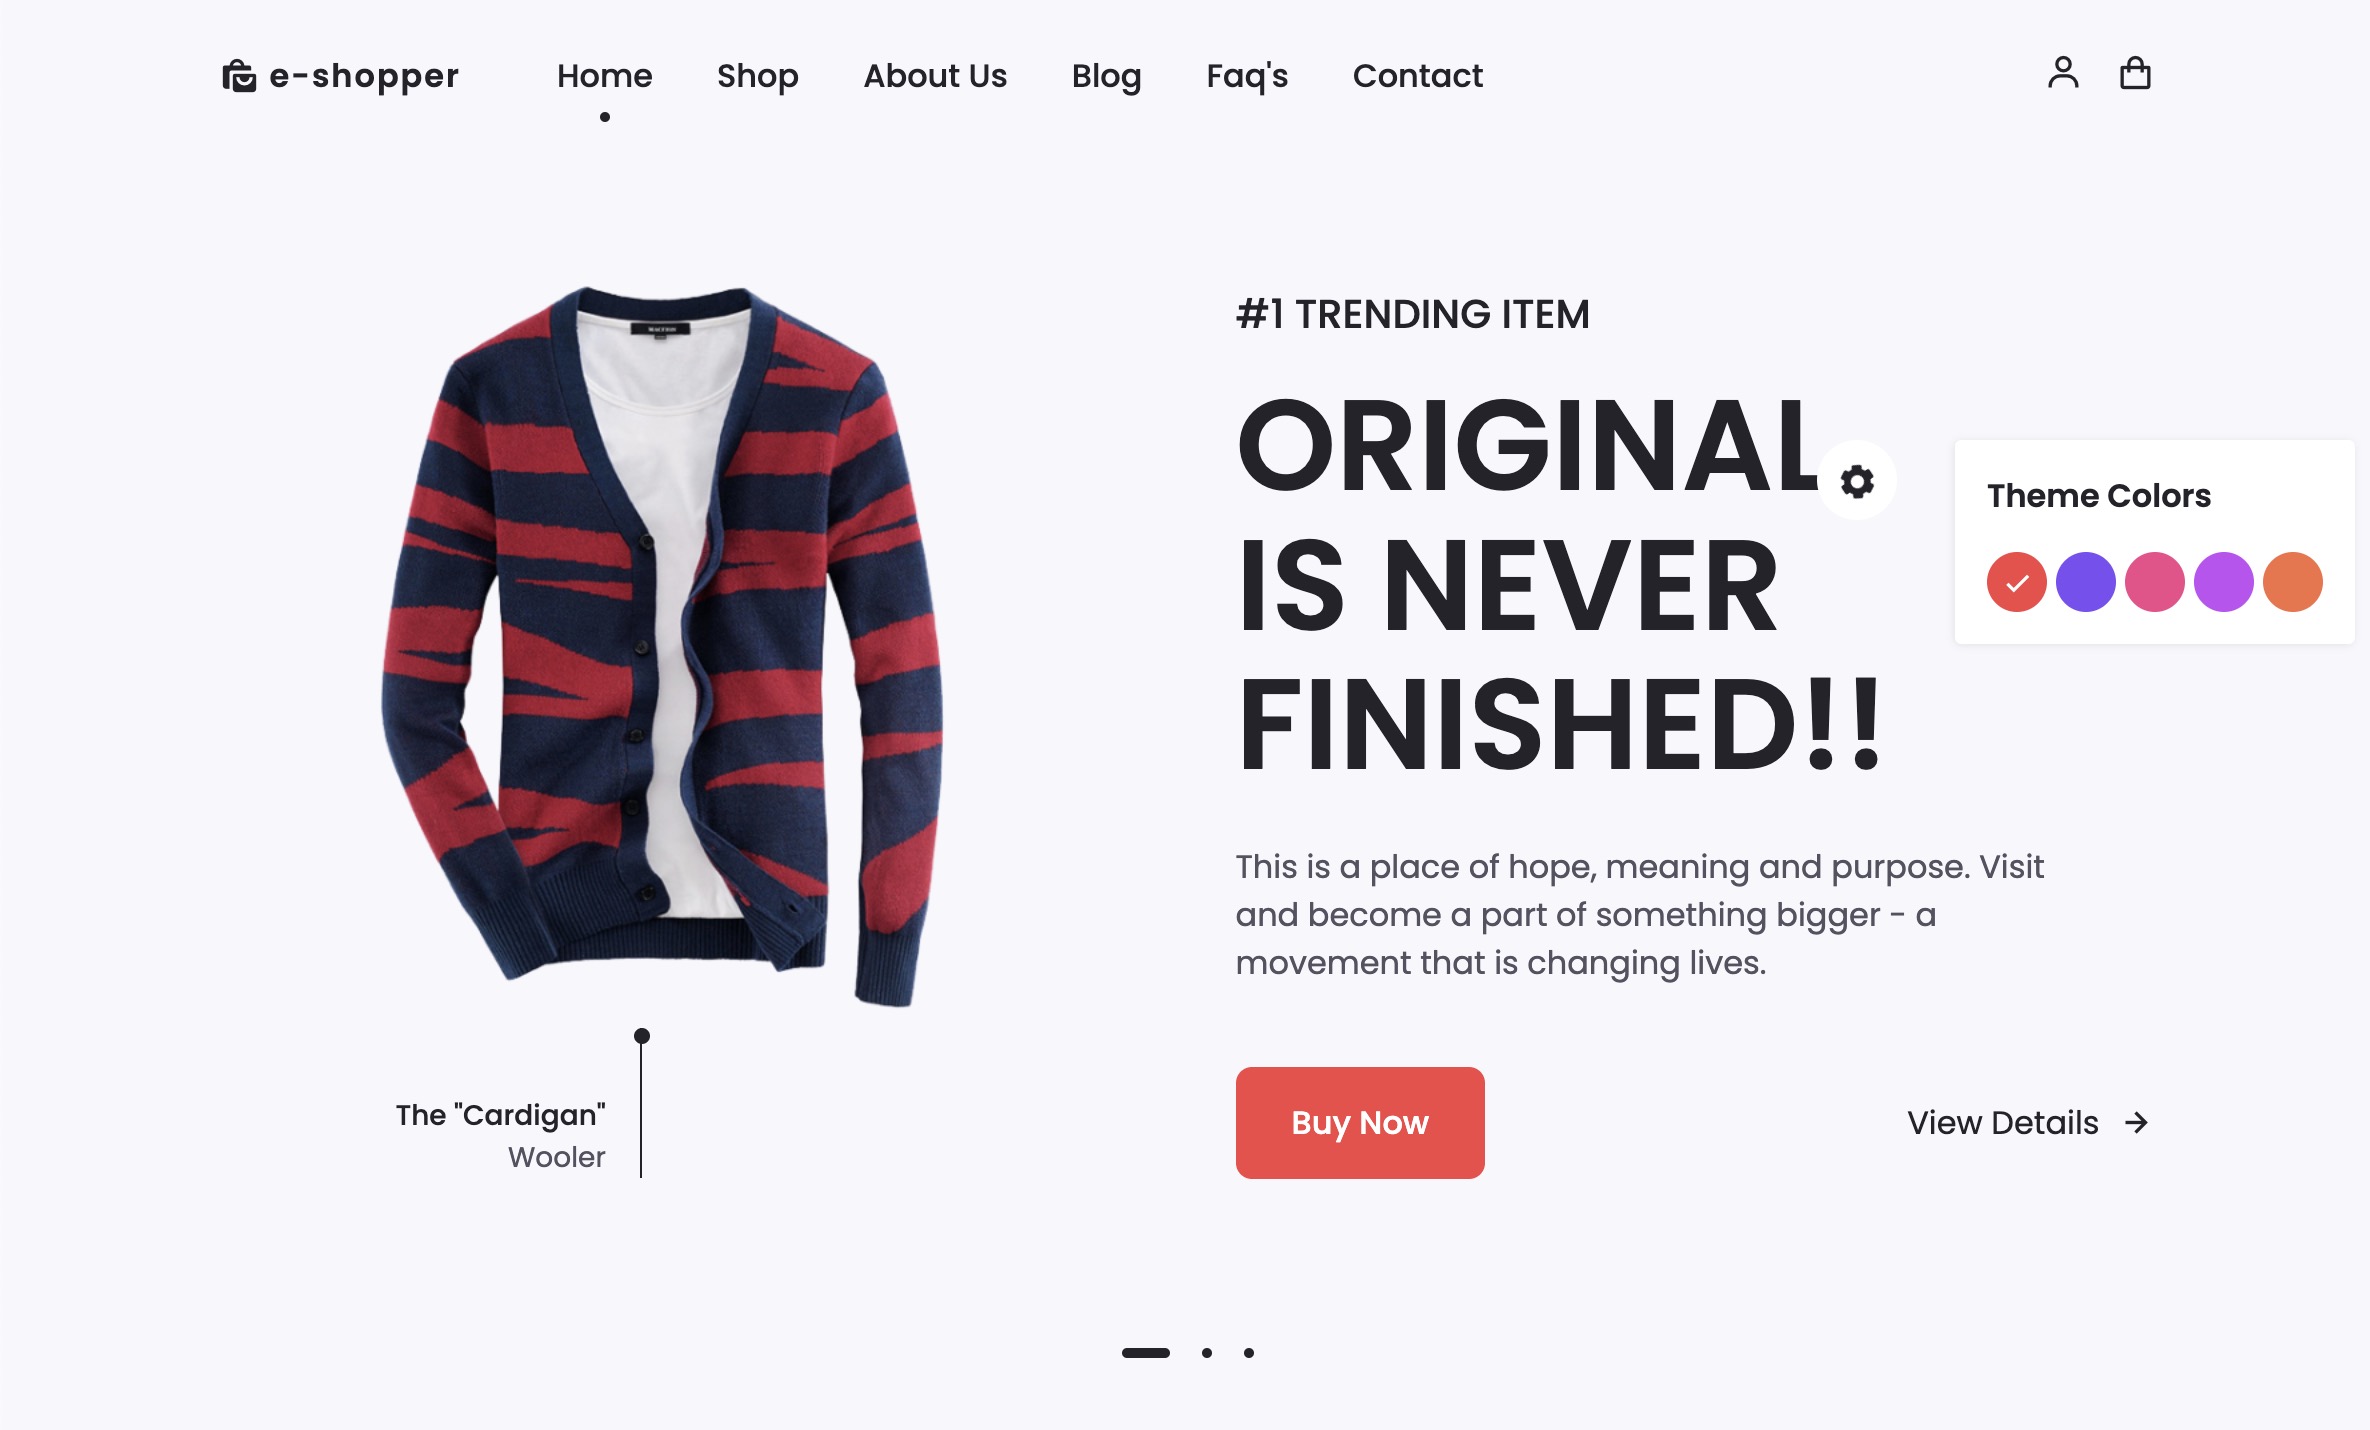 e-shopper
Home
Shop
About Us
Blog
Faq's
Contact
#1 TRENDING ITEM
ORIGINAL
IS NEVER
FINISHED!!
Theme Colors
This is a place of hope, meaning and purpose. Visit
and become a part of something bigger - a
movement that is changing lives.
The "Cardigan"
Wooler
Buy Now
View Details